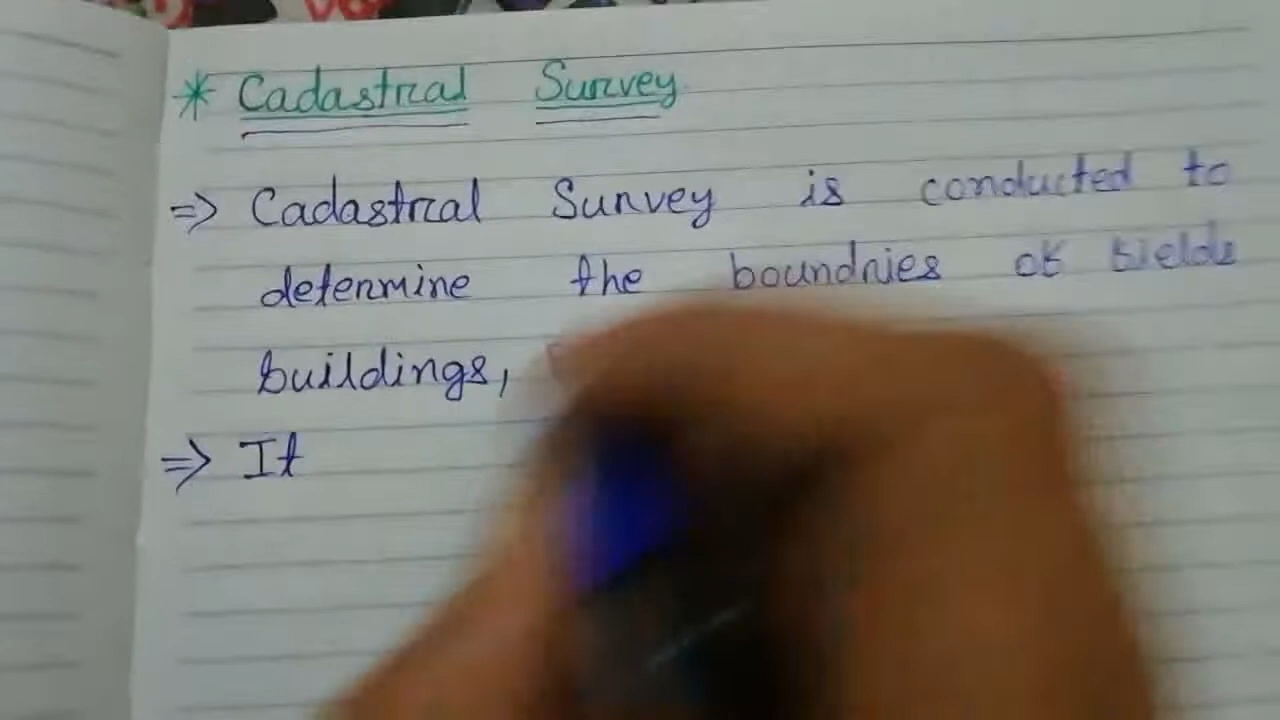 * Cadastral Survey
⇒ Cadastral Survey is conducted to
determine the boundries of fields
buildings,
⇒ It